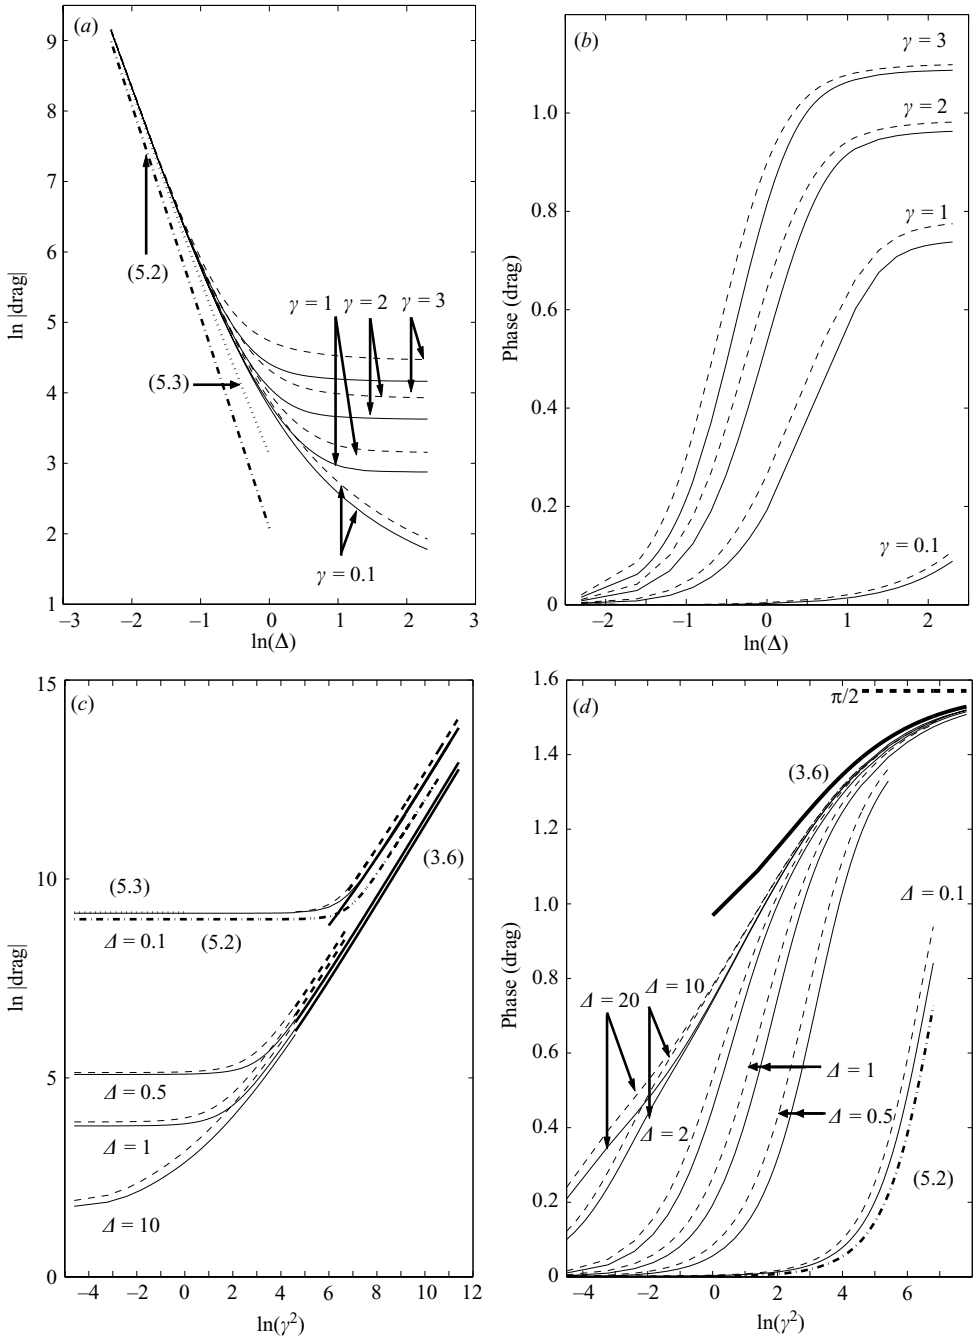 (a)
9
8
7
6
5
4
3
2
1
ln |drag|
(5.2)
(5.3)
γ = 1 γ = 2 γ = 3
γ = 0.1
–3 –2 –1 0 1 2 3
ln(Δ)
(b)
γ = 3
γ = 2
γ = 1
γ = 0.1
1.0
0.8
0.6
0.4
0.2
0
Phase (drag)
–2 –1 0 1 2
ln(Δ)
(c)
15
10
5
0
ln |drag|
(3.6)
(5.3)
Δ = 0.1 (5.2)
Δ = 0.5
Δ = 1
Δ = 10
–4 –2 0 2 4 6 8 10 12
ln(γ²)
(d)
π/2
(3.6)
Δ = 0.1
Δ = 20 Δ = 10
Δ = 1
Δ = 2 Δ = 0.5
(5.2)
1.6
1.4
1.2
1.0
0.8
0.6
0.4
0.2
0
Phase (drag)
–4 –2 0 2 4 6
ln(γ²)